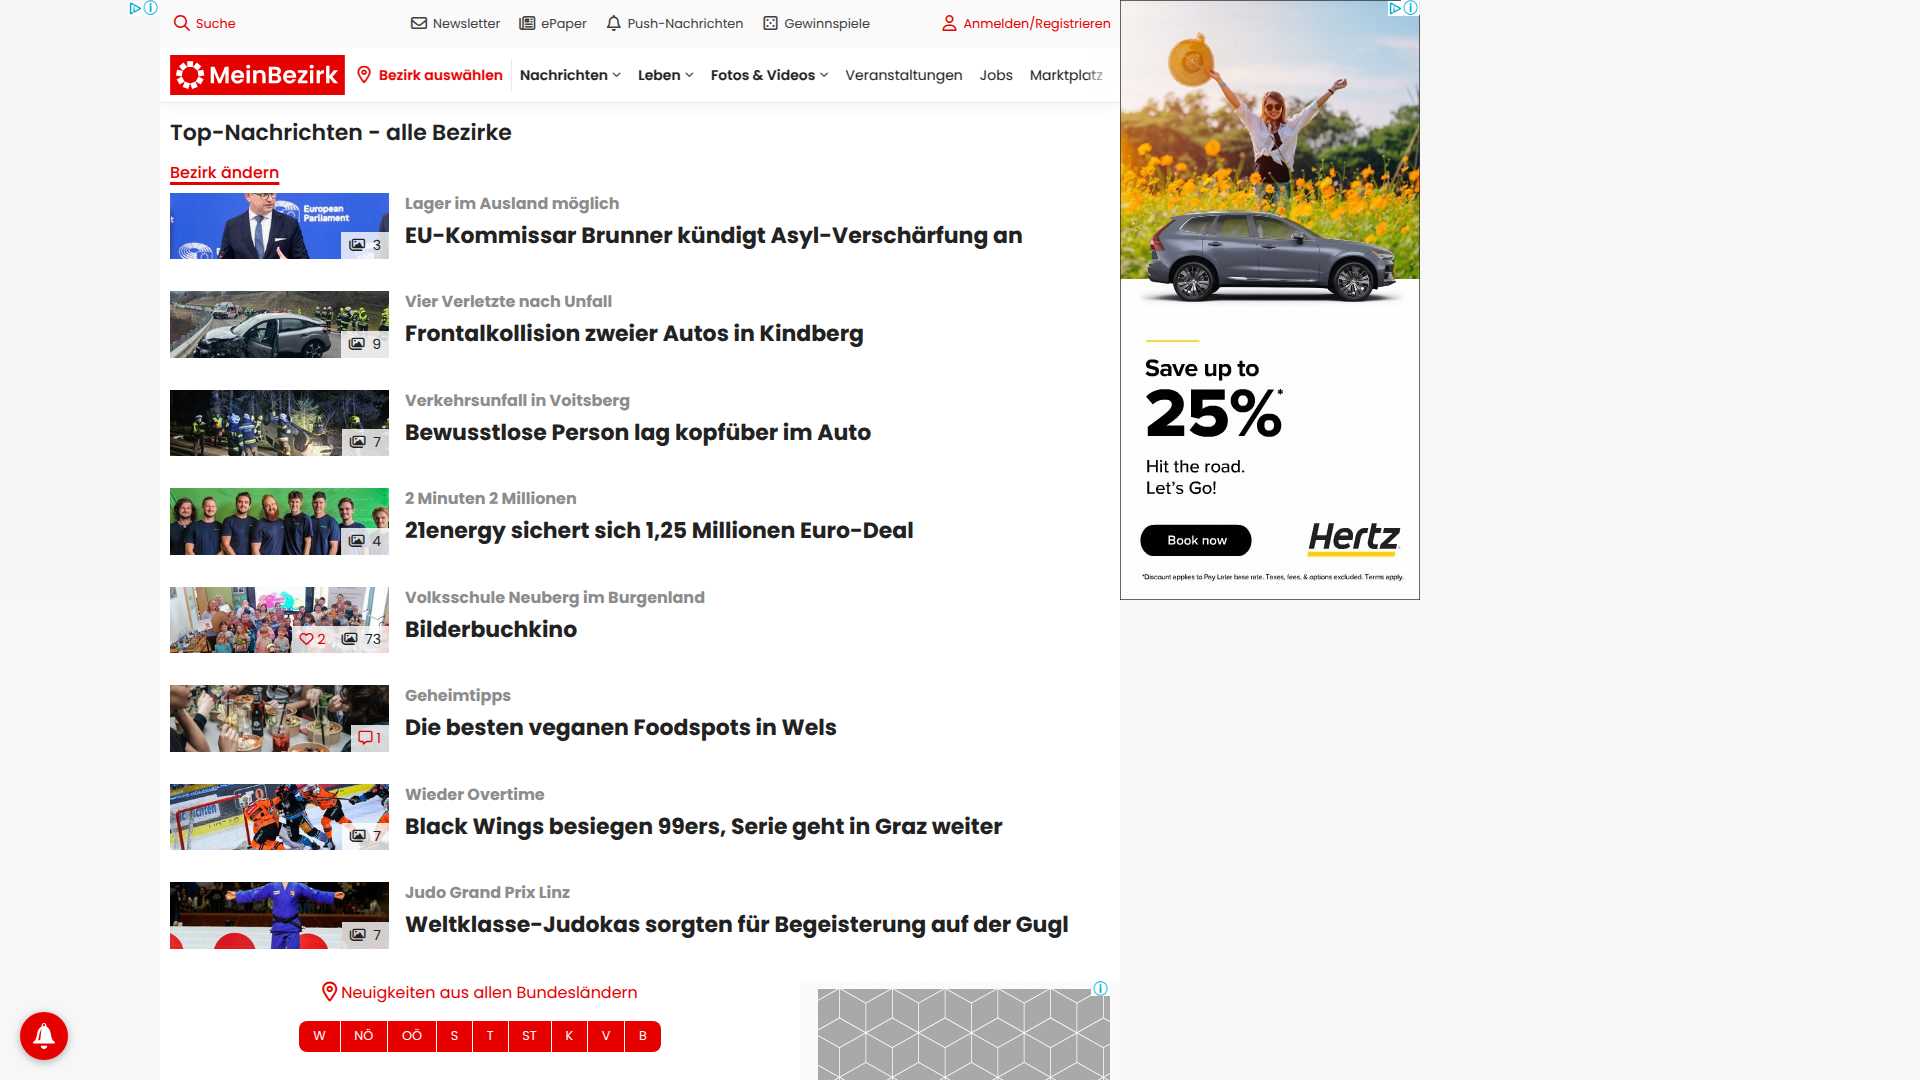 Suche
Newsletter
ePaper
Push-Nachrichten
Gewinnspiele
Anmelden/Registrieren
MeinBezirk
Bezirk auswählen
Nachrichten
Leben
Fotos & Videos
Veranstaltungen
Jobs
Marktplatz
Top-Nachrichten - alle Bezirke
Bezirk ändern
European
Parliament
3
Lager im Ausland möglich
EU-Kommissar Brunner kündigt Asyl-Verschärfung an
9
Vier Verletzte nach Unfall
Frontalkollision zweier Autos in Kindberg
7
Verkehrsunfall in Voitsberg
Bewusstlose Person lag kopfüber im Auto
4
2 Minuten 2 Millionen
21energy sichert sich 1,25 Millionen Euro-Deal
2
73
Volksschule Neuberg im Burgenland
Bilderbuchkino
1
Geheimtipps
Die besten veganen Foodspots in Wels
7
Wieder Overtime
Black Wings besiegen 99ers, Serie geht in Graz weiter
7
Judo Grand Prix Linz
Weltklasse-Judokas sorgten für Begeisterung auf der Gugl
Neuigkeiten aus allen Bundesländern
W NÖ OÖ S T ST K V B
Save up to
25%*
Hit the road.
Let's Go!
Book now
Hertz
*Discount applies to Pay Later base rate. Taxes, fees, & options excluded. Terms apply.